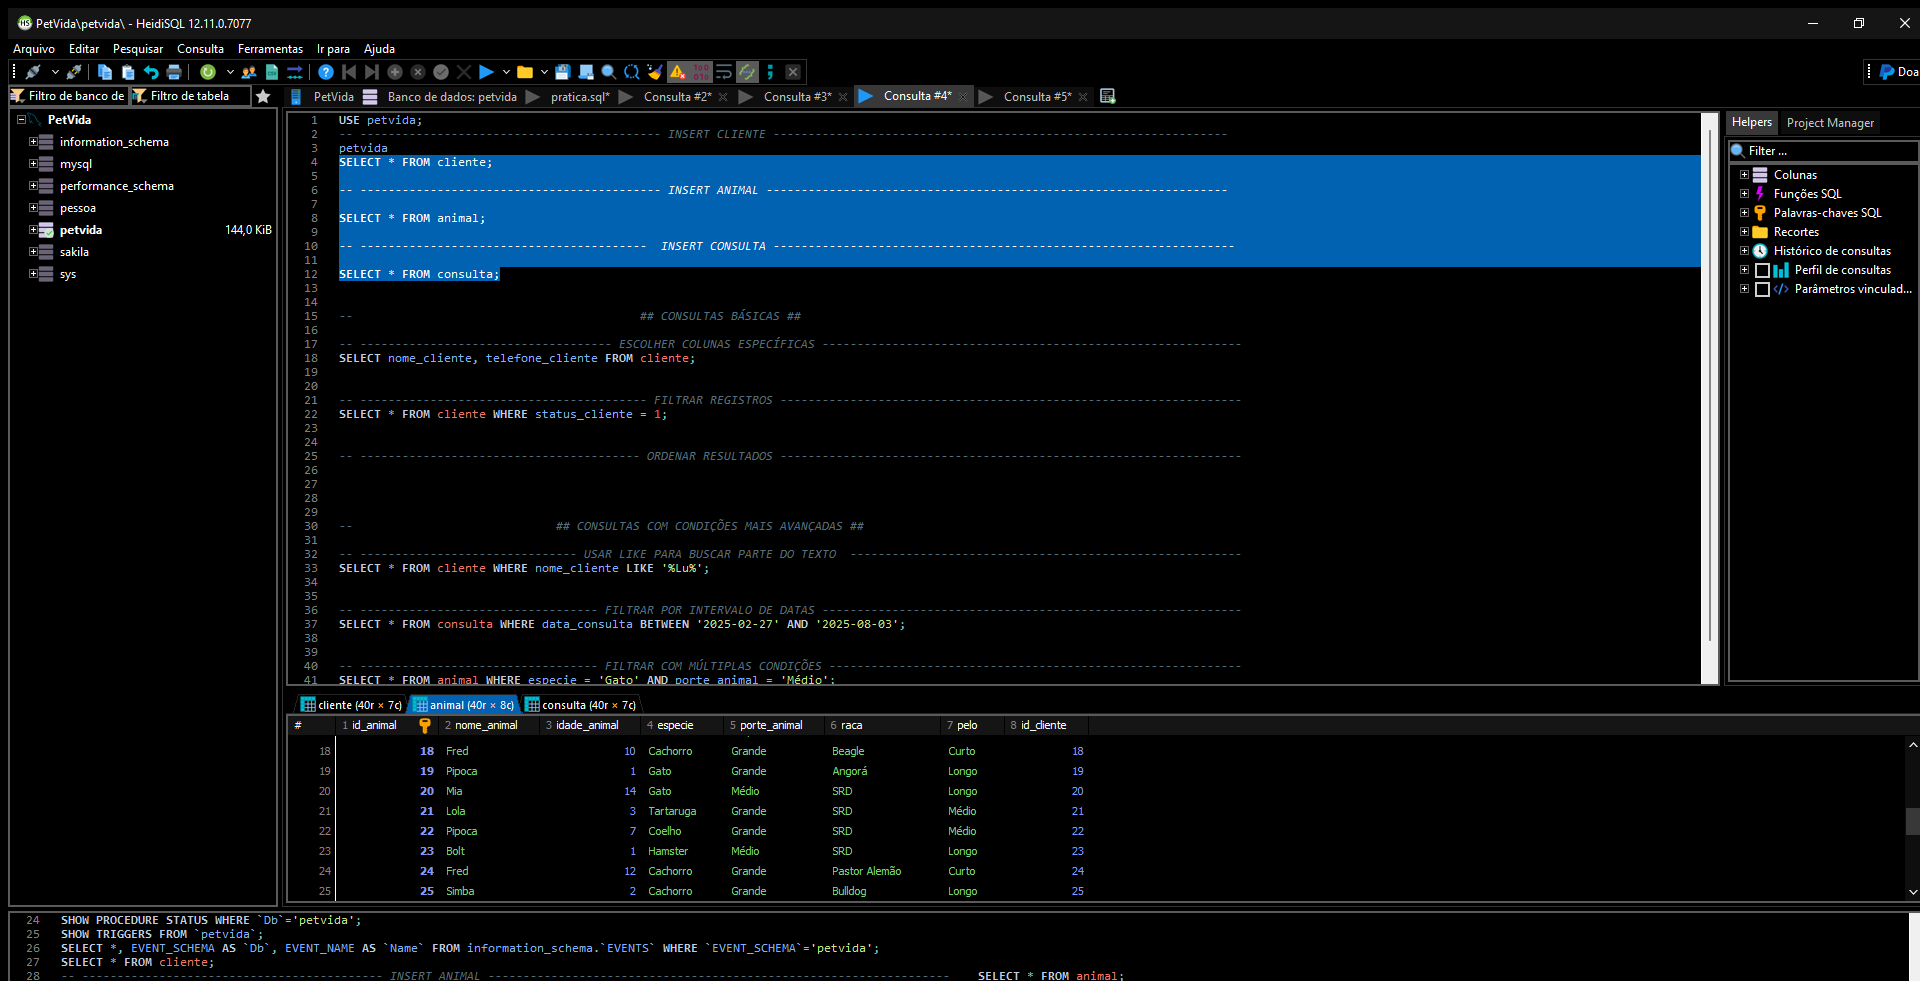 PetVida\petvida\ - HeidiSQL 12.11.0.7077
Arquivo Editar Pesquisar Consulta Ferramentas Ir para Ajuda
Doa
Filtro de banco de Filtro de tabela
PetVida Banco de dados: petvida pratica.sql* Consulta #2* Consulta #3* Consulta #4* Consulta #5*
PetVida
information_schema
mysql
performance_schema
pessoa
petvida 144,0 KiB
sakila
sys
1 USE petvida;
2 -- ------------------------------------------- INSERT CLIENTE -----------------------------------------------------------------
3 petvida
4 SELECT * FROM cliente;
5
6 -- ------------------------------------------- INSERT ANIMAL ------------------------------------------------------------------
7
8 SELECT * FROM animal;
9
10 -- ----------------------------------------- INSERT CONSULTA ------------------------------------------------------------------
11
12 SELECT * FROM consulta;
13
14
15 -- ## CONSULTAS BÁSICAS ##
16
17 -- ------------------------------------ ESCOLHER COLUNAS ESPECÍFICAS ------------------------------------------------------------
18 SELECT nome_cliente, telefone_cliente FROM cliente;
19
20
21 -- ----------------------------------------- FILTRAR REGISTROS ------------------------------------------------------------------
22 SELECT * FROM cliente WHERE status_cliente = 1;
23
24
25 -- ---------------------------------------- ORDENAR RESULTADOS ------------------------------------------------------------------
26
27
28
29
30 -- ## CONSULTAS COM CONDIÇÕES MAIS AVANÇADAS ##
31
32 -- ------------------------------- USAR LIKE PARA BUSCAR PARTE DO TEXTO --------------------------------------------------------
33 SELECT * FROM cliente WHERE nome_cliente LIKE '%Lu%';
34
35
36 -- ---------------------------------- FILTRAR POR INTERVALO DE DATAS ------------------------------------------------------------
37 SELECT * FROM consulta WHERE data_consulta BETWEEN '2025-02-27' AND '2025-08-03';
38
39
40 -- ---------------------------------- FILTRAR COM MÚLTIPLAS CONDIÇÕES -----------------------------------------------------------
41 SELECT * FROM animal WHERE especie = 'Gato' AND porte_animal = 'Médio';
Helpers Project Manager
Filter ...
Colunas
Funções SQL
Palavras-chaves SQL
Recortes
Histórico de consultas
Perfil de consultas
Parâmetros vinculad...
cliente (40r × 7c) animal (40r × 8c) consulta (40r × 7c)
# 1 id_animal 2 nome_animal 3 idade_animal 4 especie 5 porte_animal 6 raca 7 pelo 8 id_cliente
18 18 Fred 10 Cachorro Grande Beagle Curto 18
19 19 Pipoca 1 Gato Grande Angorá Longo 19
20 20 Mia 14 Gato Médio SRD Longo 20
21 21 Lola 3 Tartaruga Grande SRD Médio 21
22 22 Pipoca 7 Coelho Grande SRD Médio 22
23 23 Bolt 1 Hamster Médio SRD Longo 23
24 24 Fred 12 Cachorro Grande Pastor Alemão Curto 24
25 25 Simba 2 Cachorro Grande Bulldog Longo 25
24 SHOW PROCEDURE STATUS WHERE `Db`='petvida';
25 SHOW TRIGGERS FROM `petvida`;
26 SELECT *, EVENT_SCHEMA AS `Db`, EVENT_NAME AS `Name` FROM information_schema.`EVENTS` WHERE `EVENT_SCHEMA`='petvida';
27 SELECT * FROM cliente;
28 -- ------------------------------------------- INSERT ANIMAL ------------------------------------------------------------------ SELECT * FROM animal;